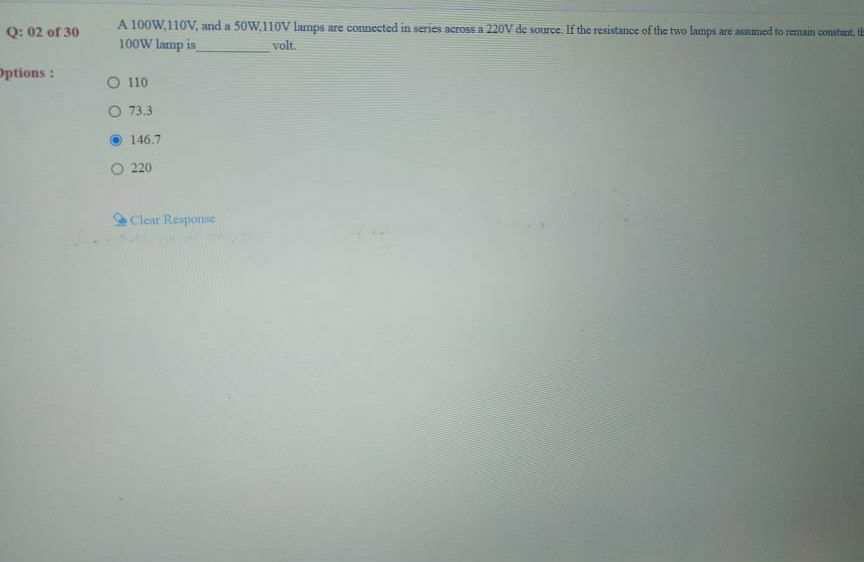 Q: 02 of 30
A 100W,110V, and a 50W,110V lamps are connected in series across a 220V dc source. If the resistance of the two lamps are assumed to remain constant,
100W lamp is__________ volt.
Options :
110
73.3
146.7
220
Clear Response